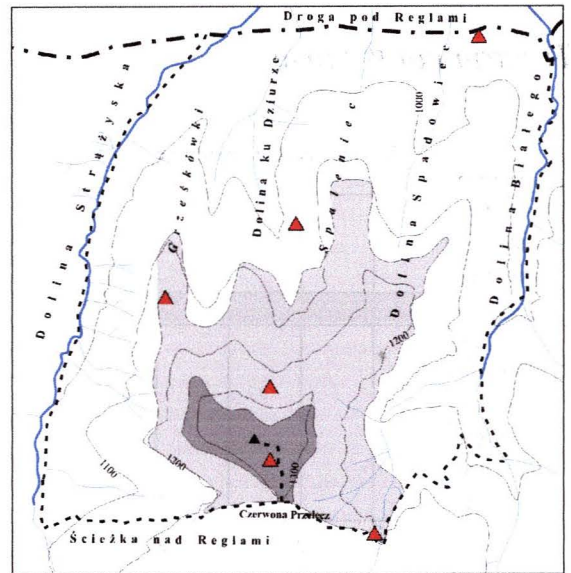 Droga pod Reglami
Dolina Strążyska
Grześkówki
Dolina ku Dziurze
Spaleniec
Dolina Spadowiec
Dolina Białego
1000
1200
1100
1200
1300
Czerwona Przełęcz
Ścieżka nad Reglami